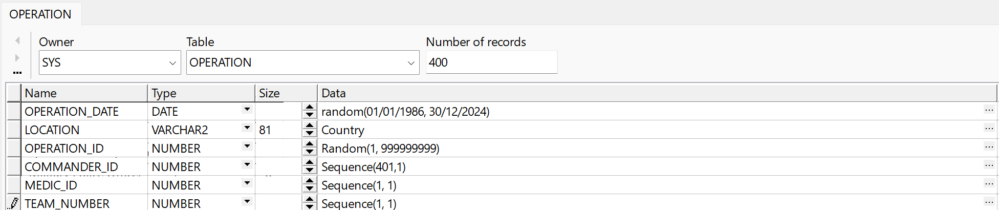 OPERATION
Owner Table Number of records
SYS OPERATION 400
Name Type Size Data
OPERATION_DATE DATE random(01/01/1986, 30/12/2024) ...
LOCATION VARCHAR2 81 Country ...
OPERATION_ID NUMBER Random(1, 999999999) ...
COMMANDER_ID NUMBER Sequence(401,1) ...
MEDIC_ID NUMBER Sequence(1, 1) ...
TEAM_NUMBER NUMBER Sequence(1, 1) ...